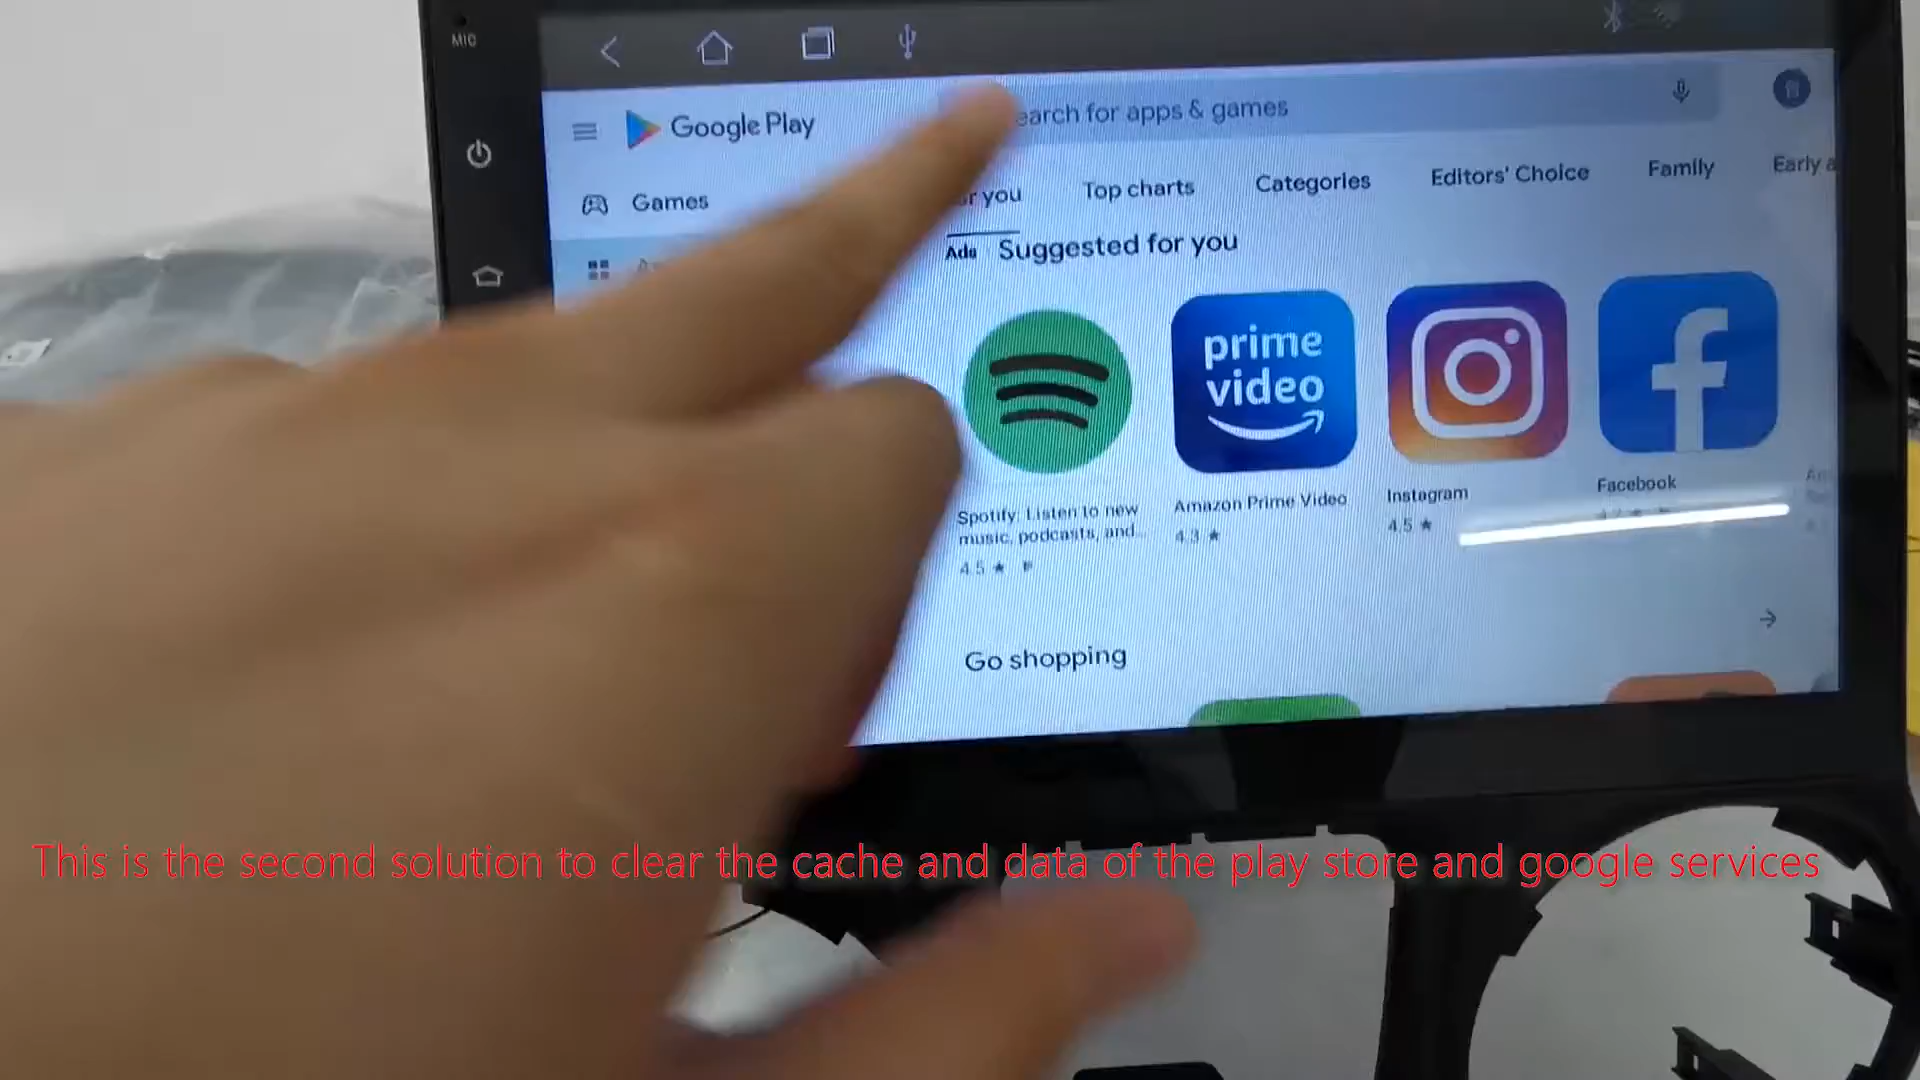 MIC
Google Play
earch for apps & games
Games
or you
Top charts
Categories
Editors' Choice
Family
Early a
Ads
Suggested for you
prime
video
Spotify: Listen to new
music, podcasts, and...
4.5 ★
Amazon Prime Video
4.3 ★
Instagram
4.5 ★
Facebook
Go shopping
This is the second solution to clear the cache and data of the play store and google services